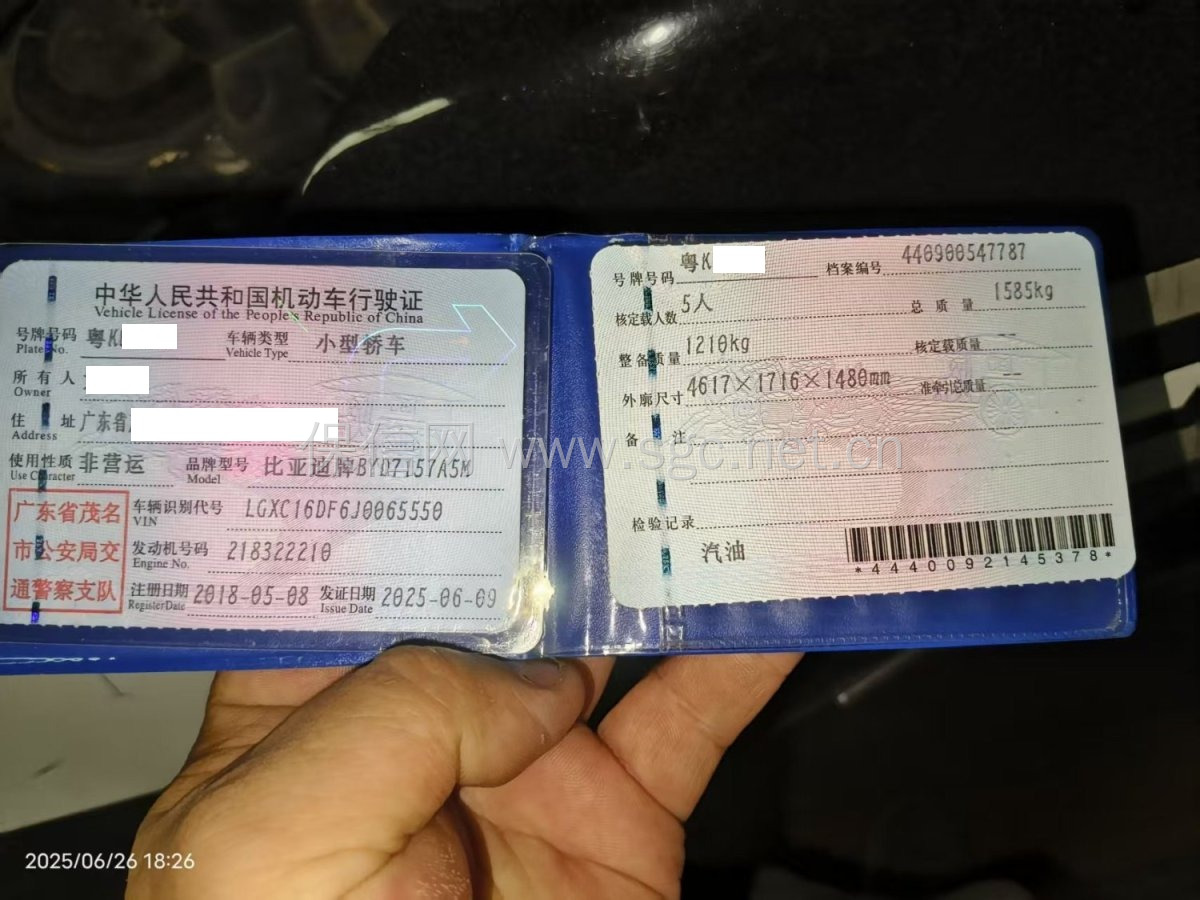 中华人民共和国机动车行驶证
Vehicle License of the People's Republic of China
号牌号码 粤K 车辆类型 小型轿车
Plate No. Vehicle Type
所有人
Owner
住址 广东省
Address
使用性质 非营运 品牌型号 比亚迪牌BYD7157A5M
Use Character Model
广东省茂名
市公安局交
通警察支队
车辆识别代号 LGXC16DF6J0065550
VIN
发动机号码 218322210
Engine No.
注册日期 2018-05-08 发证日期 2025-06-09
Register Date Issue Date
号牌号码 粤K 档案编号 440900547787
核定载人数 5人 总质量 1585kg
整备质量 1210kg 核定载质量 --
外廓尺寸 4617×1716×1480mm 准牵引总质量 --
备注
检验记录
汽油
*4440092145378*
保信网 www.sgcnet.cn
2025/06/26 18:26